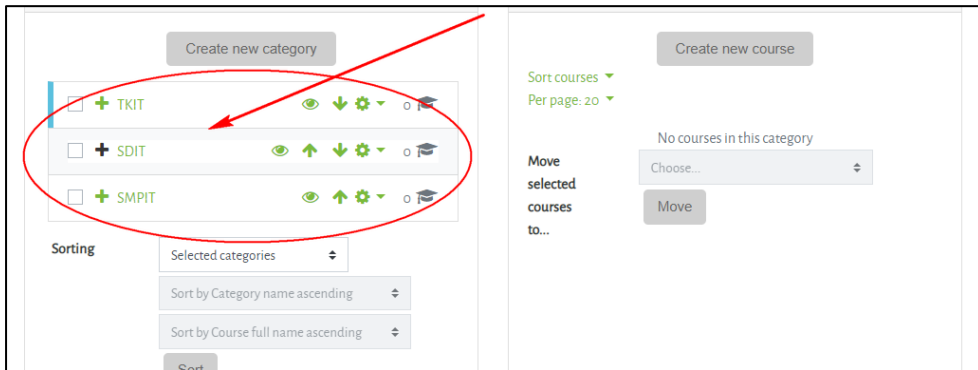 Create new category
TKIT 0
SDIT 0
SMPIT 0
Sorting
Selected categories
Sort by Category name ascending
Sort by Course full name ascending
Sort
Create new course
Sort courses
Per page: 20
No courses in this category
Move selected courses to...
Choose...
Move